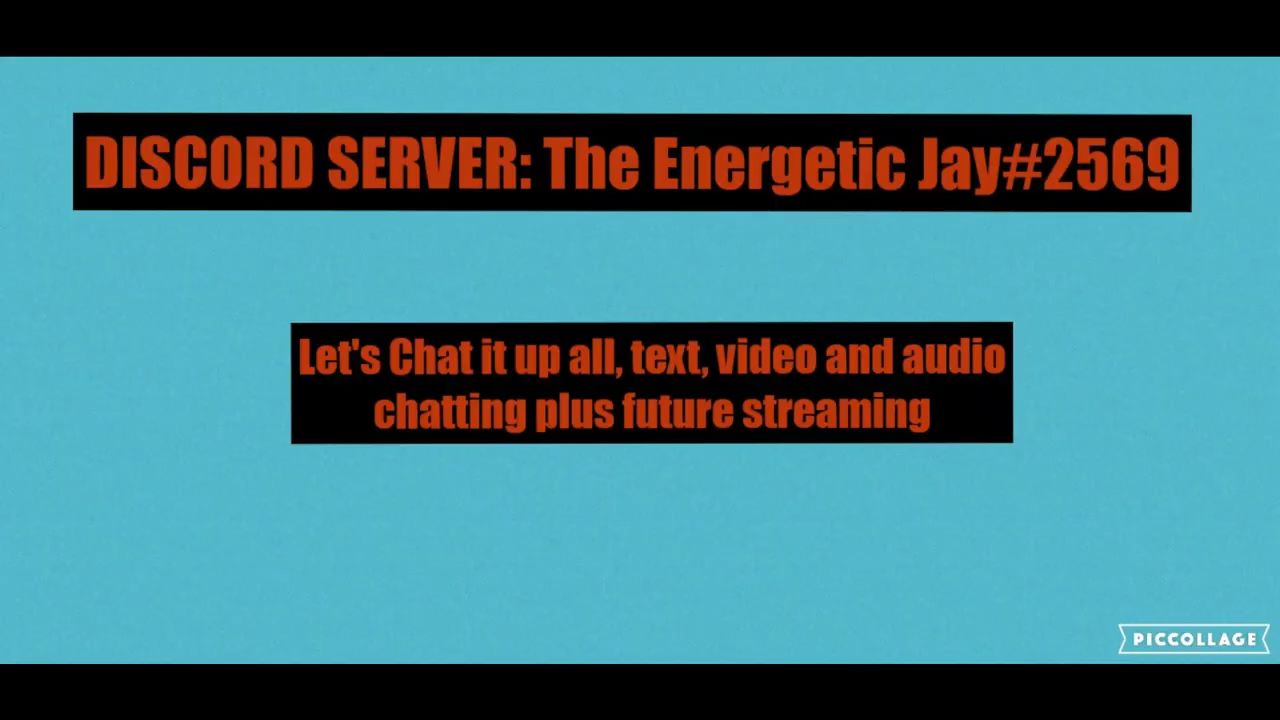 DISCORD SERVER: The Energetic Jay#2569
Let's Chat it up all, text, video and audio
chatting plus future streaming
PICCOLLAGE